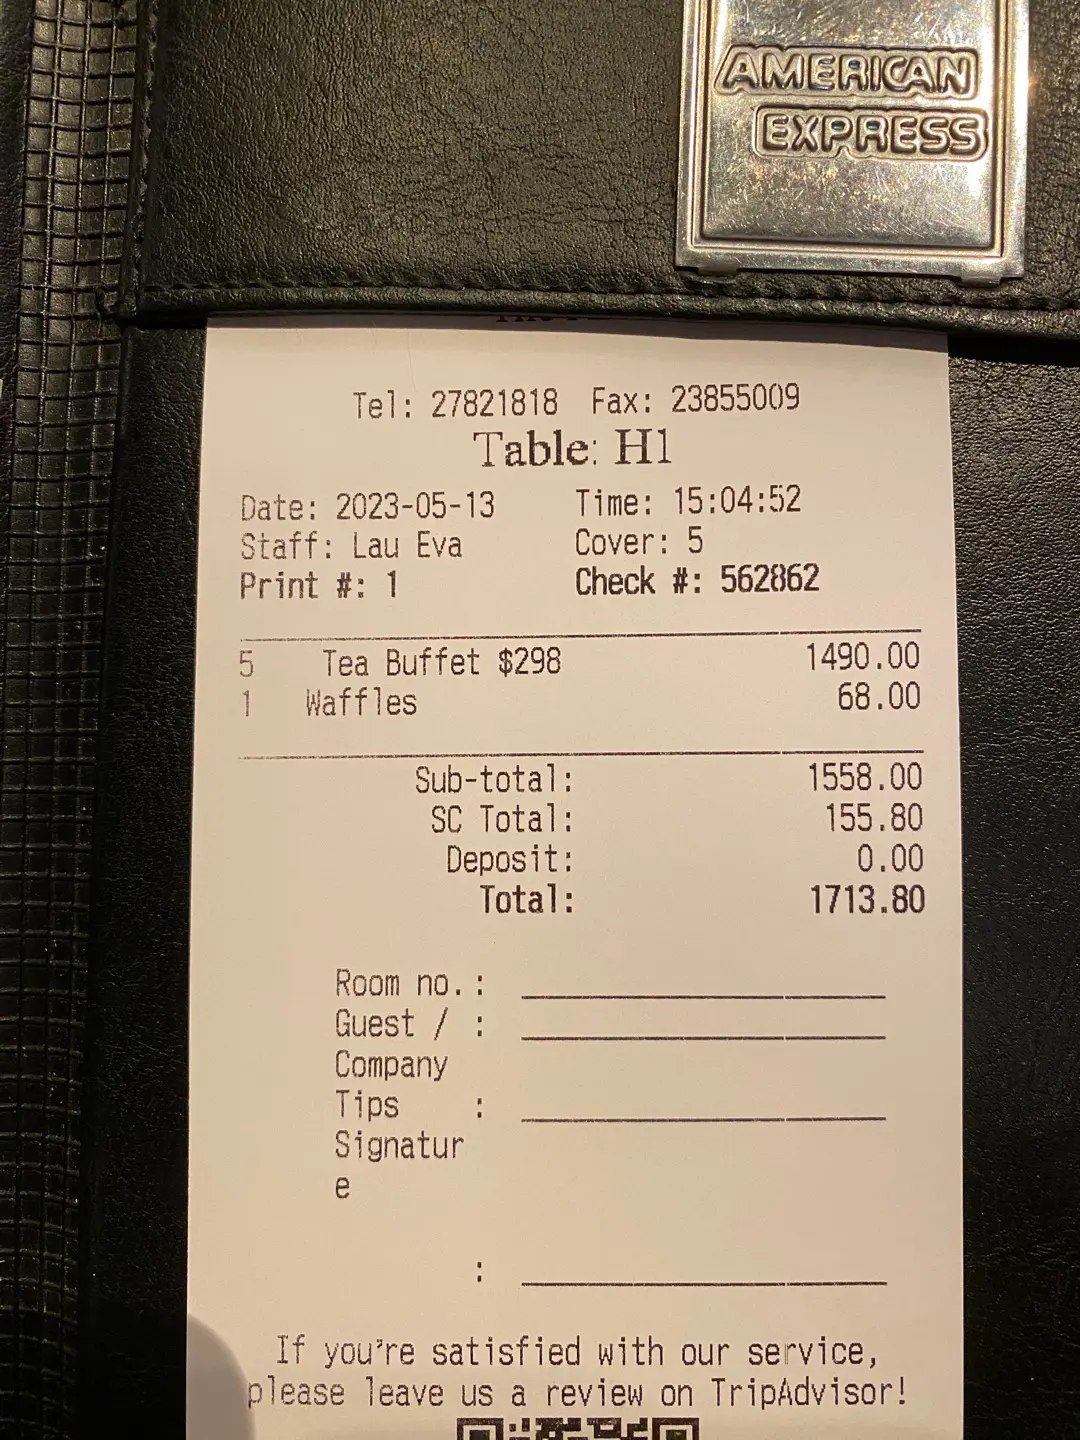 AMERICAN
EXPRESS
Tel: 27821818 Fax: 23855009
Table: H1
Date: 2023-05-13 Time: 15:04:52
Staff: Lau Eva Cover: 5
Print #: 1 Check #: 562862
5 Tea Buffet $298 1490.00
1 Waffles 68.00
Sub-total: 1558.00
SC Total: 155.80
Deposit: 0.00
Total: 1713.80
Room no. :
Guest / :
Company
Tips :
Signatur
e
:
If you're satisfied with our service,
please leave us a review on TripAdvisor!